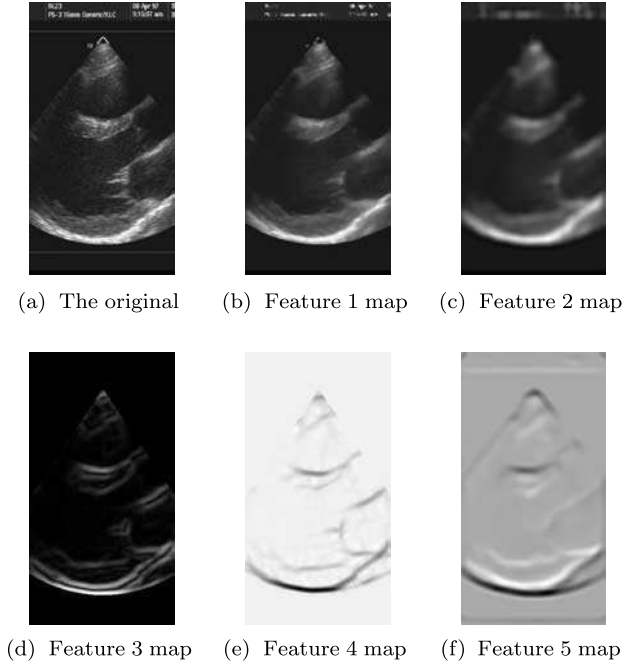 (a) The original
(b) Feature 1 map
(c) Feature 2 map
(d) Feature 3 map
(e) Feature 4 map
(f) Feature 5 map